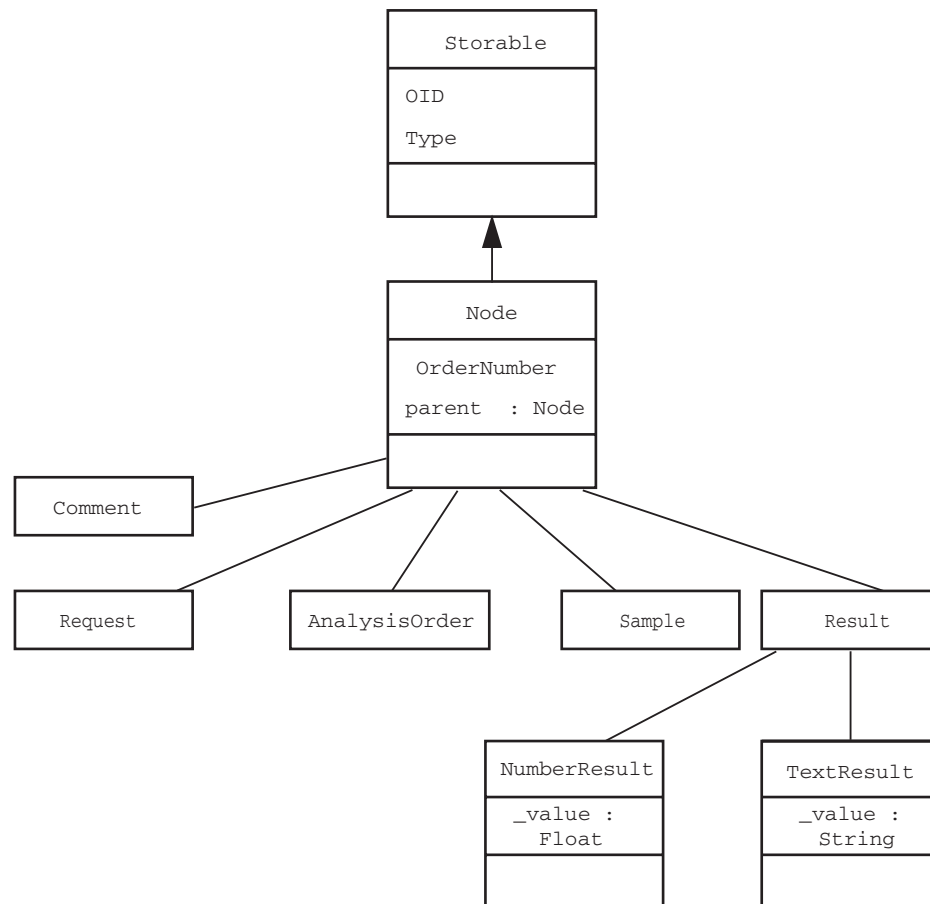 Storable
OID
Type
Node
OrderNumber
parent : Node
Comment
Request
AnalysisOrder
Sample
Result
NumberResult
_value :
Float
TextResult
_value :
String